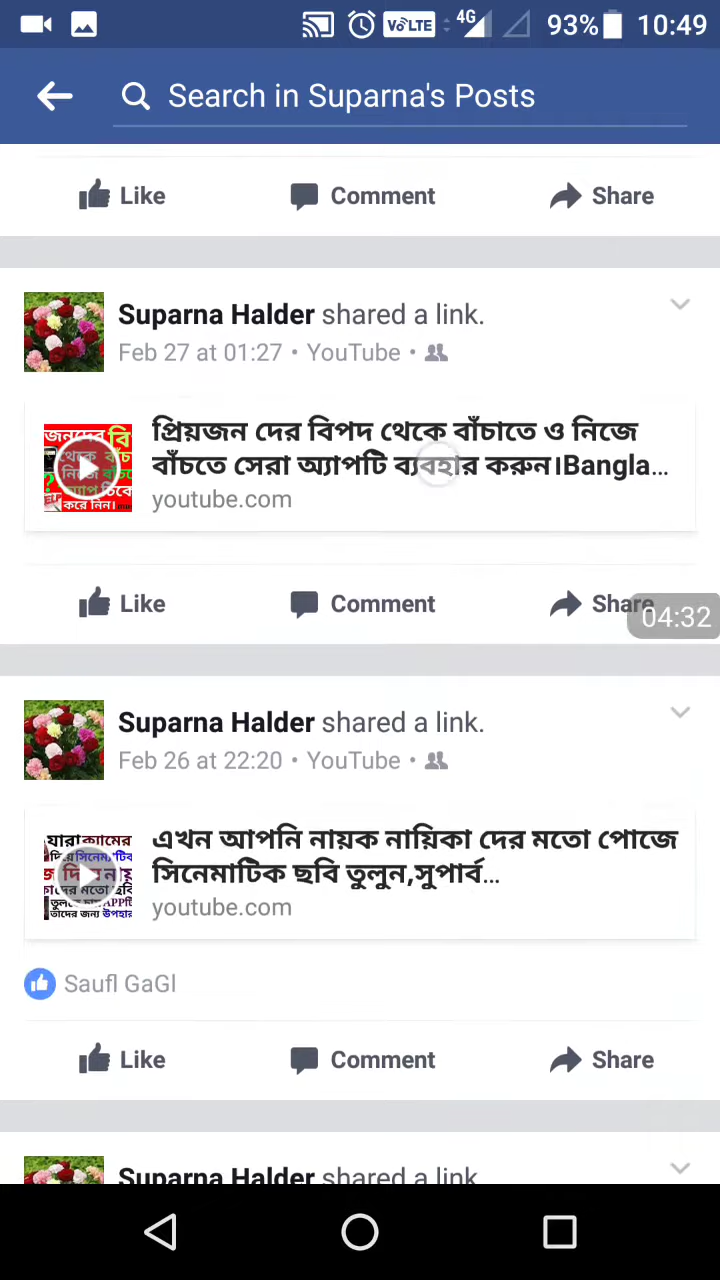 VoLTE 4G 93% 10:49
Search in Suparna's Posts
Like Comment Share
Suparna Halder shared a link.
Feb 27 at 01:27 • YouTube •
প্রিয়জন দের বিপদ থেকে বাঁচাতে ও নিজে
বাঁচতে সেরা অ্যাপটি ব্যবহার করুন।Bangla...
youtube.com
Like Comment Share
04:32
Suparna Halder shared a link.
Feb 26 at 22:20 • YouTube •
এখন আপনি নায়ক নায়িকা দের মতো পোজে
সিনেমাটিক ছবি তুলুন,সুপার্ব...
youtube.com
Saufl GaGl
Like Comment Share
Suparna Halder shared a link